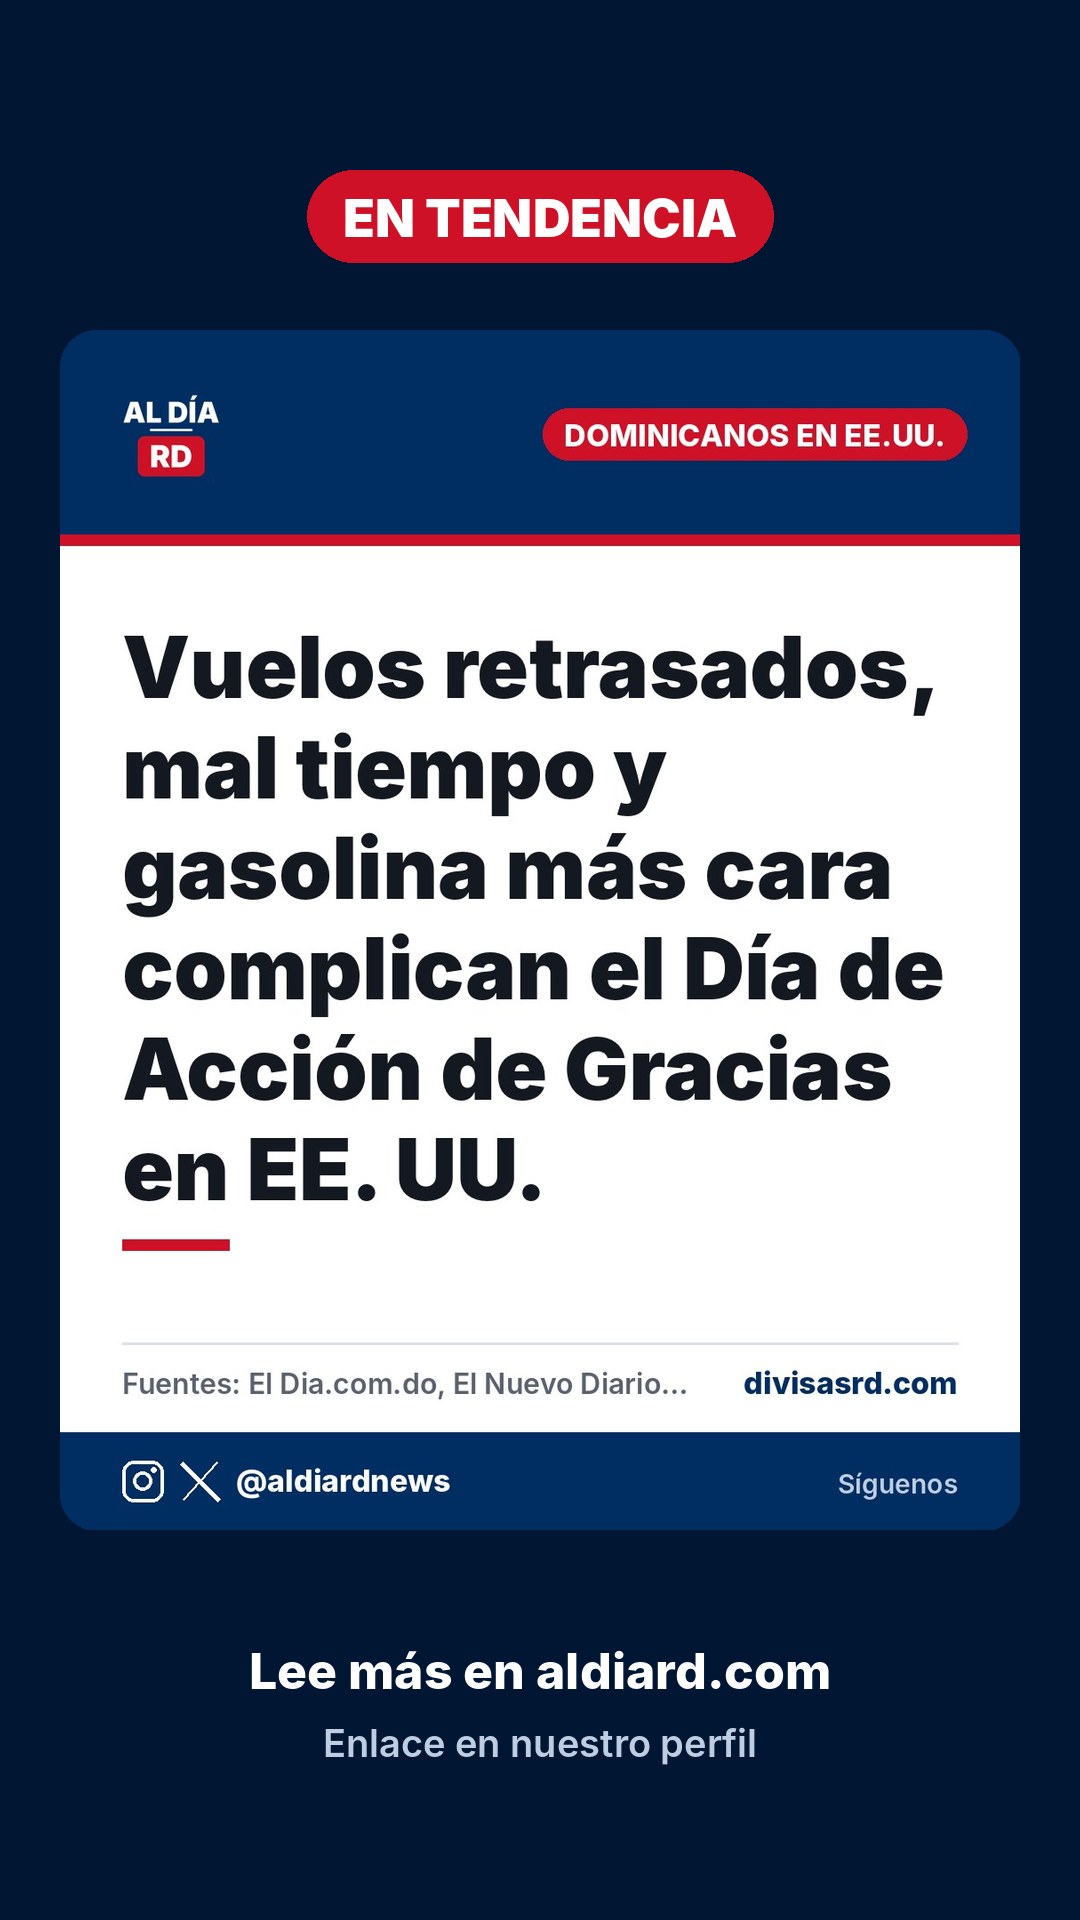 EN TENDENCIA
AL DÍA
RD
DOMINICANOS EN EE.UU.
Vuelos retrasados,
mal tiempo y
gasolina más cara
complican el Día de
Acción de Gracias
en EE. UU.
Fuentes: El Dia.com.do, El Nuevo Diario...
divisasrd.com
@aldiardnews
Síguenos
Lee más en aldiard.com
Enlace en nuestro perfil